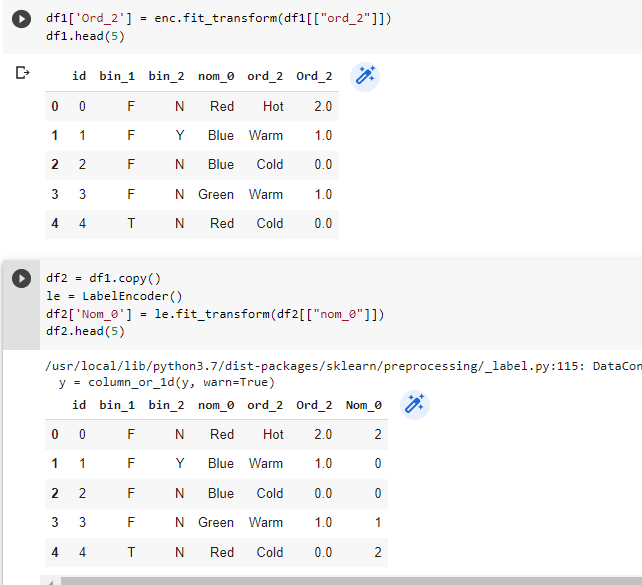 df1['Ord_2'] = enc.fit_transform(df1[["ord_2"]])
df1.head(5)
id bin_1 bin_2 nom_0 ord_2 Ord_2
0 0 F N Red Hot 2.0
1 1 F Y Blue Warm 1.0
2 2 F N Blue Cold 0.0
3 3 F N Green Warm 1.0
4 4 T N Red Cold 0.0
df2 = df1.copy()
le = LabelEncoder()
df2['Nom_0'] = le.fit_transform(df2[["nom_0"]])
df2.head(5)
/usr/local/lib/python3.7/dist-packages/sklearn/preprocessing/_label.py:115: DataCon
y = column_or_1d(y, warn=True)
id bin_1 bin_2 nom_0 ord_2 Ord_2 Nom_0
0 0 F N Red Hot 2.0 2
1 1 F Y Blue Warm 1.0 0
2 2 F N Blue Cold 0.0 0
3 3 F N Green Warm 1.0 1
4 4 T N Red Cold 0.0 2